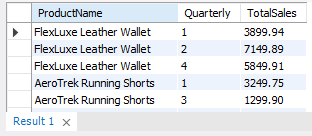 ProductName Quarterly TotalSales
FlexLuxe Leather Wallet 1 3899.94
FlexLuxe Leather Wallet 2 7149.89
FlexLuxe Leather Wallet 4 5849.91
AeroTrek Running Shorts 1 3249.75
AeroTrek Running Shorts 3 1299.90
Result 1 ×